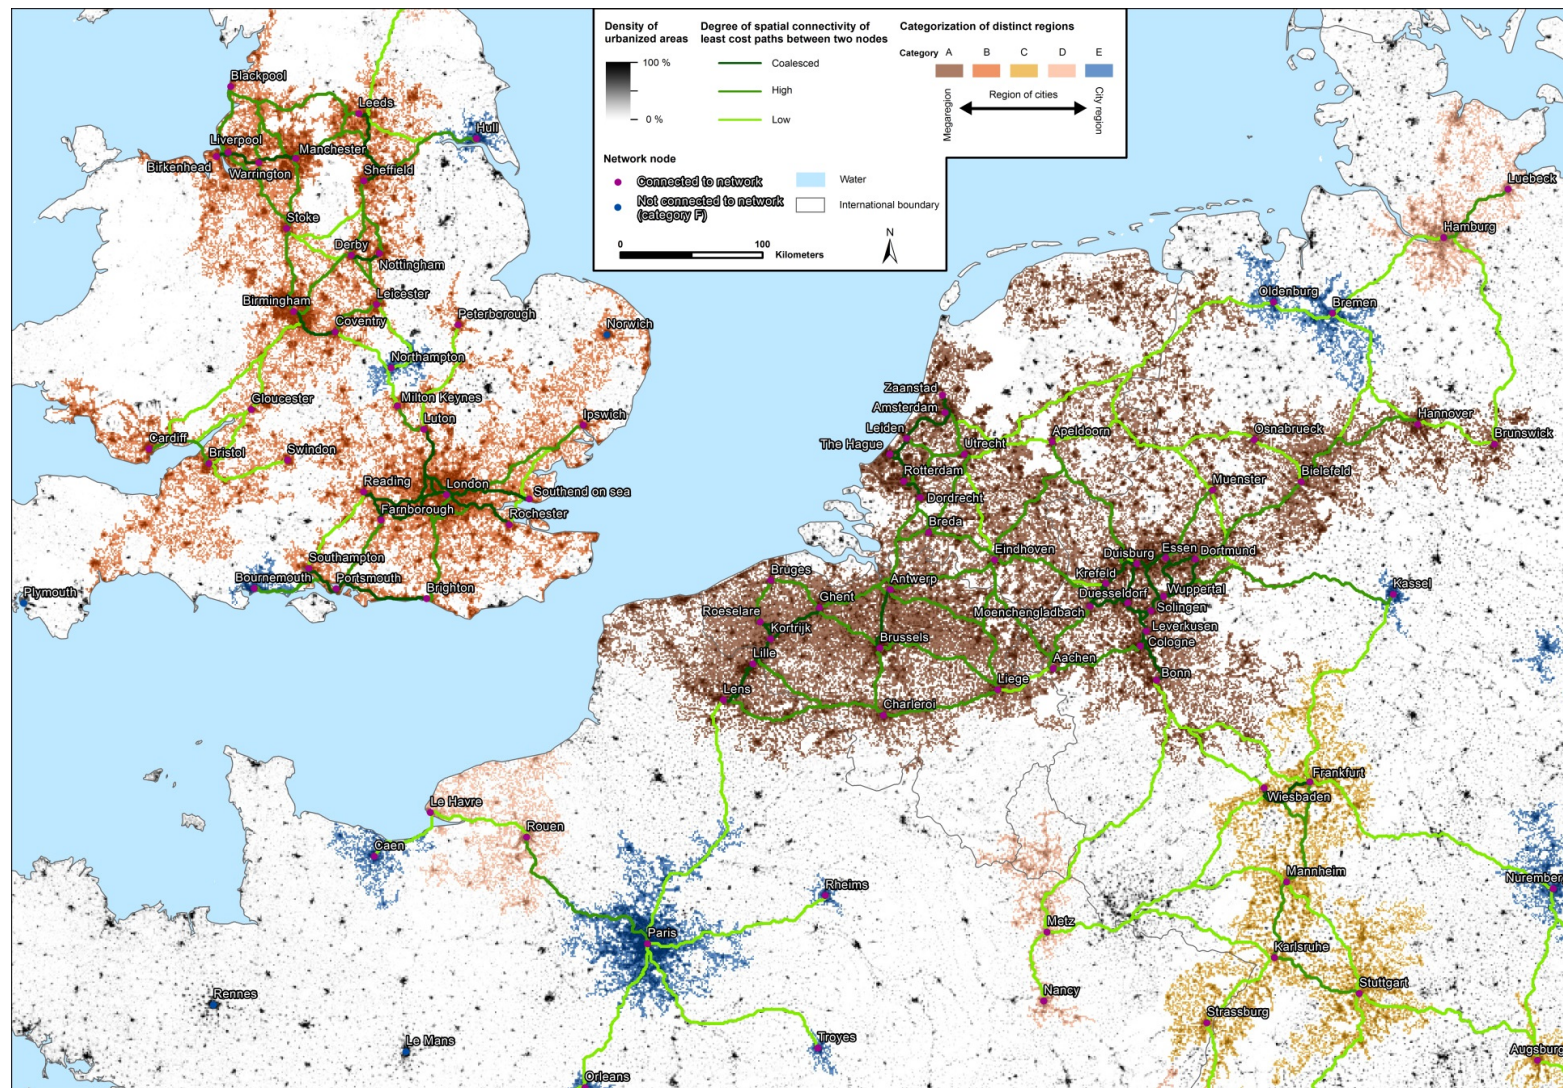 Density of
urbanized areas
100 %
0 %
Degree of spatial connectivity of
least cost paths between two nodes
Coalesced
High
Low
Categorization of distinct regions
Category A B C D E
Megaregion
Region of cities
City region
Network node
Connected to network
Not connected to network
(category F)
Water
International boundary
0 100
Kilometers
N
Blackpool
Leeds
Hull
Liverpool
Manchester
Birkenhead
Warrington
Sheffield
Stoke
Derby
Nottingham
Birmingham
Leicester
Peterborough
Coventry
Norwich
Northampton
Milton Keynes
Gloucester
Luton
Ipswich
Cardiff
Bristol
Swindon
Reading
London
Southend on sea
Farnborough
Rochester
Southampton
Bournemouth
Portsmouth
Brighton
Plymouth
Luebeck
Hamburg
Oldenburg
Bremen
Zaanstad
Amsterdam
Leiden
The Hague
Utrecht
Apeldoorn
Osnabrueck
Hannover
Brunswick
Rotterdam
Bielefeld
Muenster
Dordrecht
Breda
Eindhoven
Duisburg
Essen
Dortmund
Bruges
Antwerp
Krefeld
Wuppertal
Kassel
Ghent
Duesseldorf
Roeselare
Moenchengladbach
Solingen
Kortrijk
Brussels
Leverkusen
Cologne
Lille
Aachen
Bonn
Lens
Liege
Charleroi
Frankfurt
Wiesbaden
Le Havre
Rouen
Caen
Mannheim
Rheims
Nuremberg
Paris
Metz
Karlsruhe
Rennes
Nancy
Stuttgart
Strassburg
Le Mans
Troyes
Augsburg
Orleans